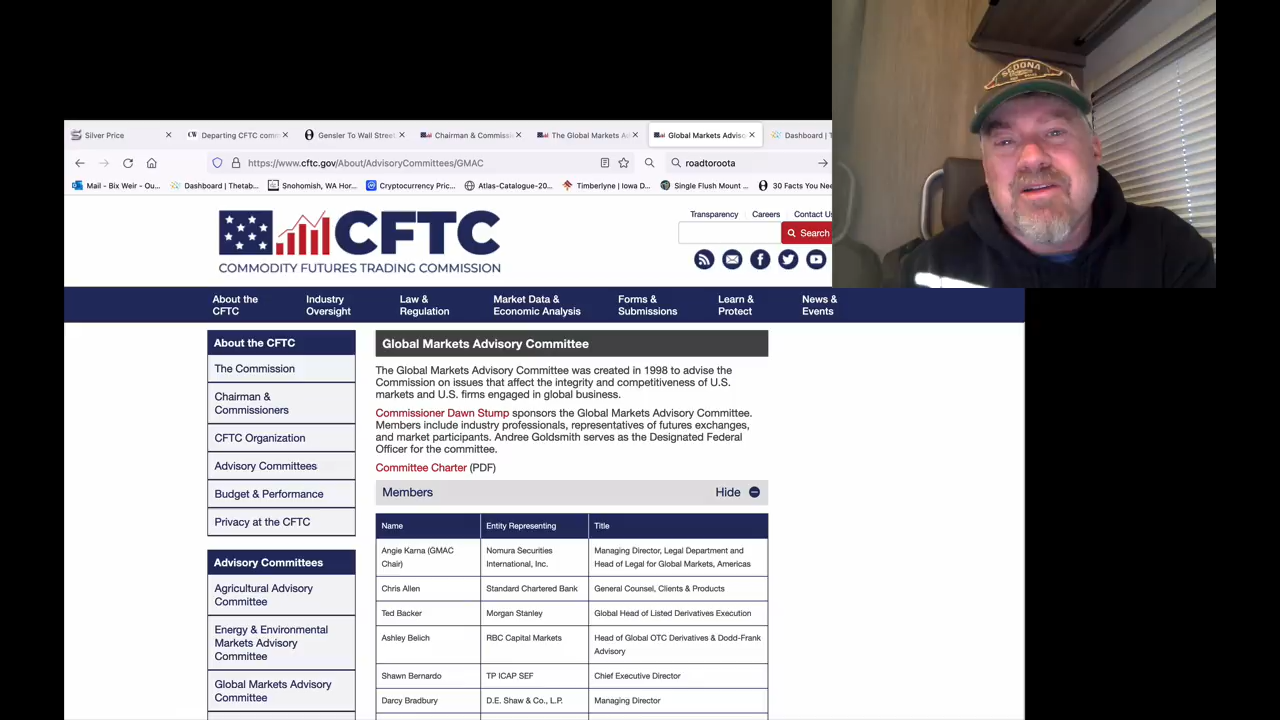 Silver Price
Departing CFTC comm
Gensler To Wall Street
Chairman & Commissi
The Global Markets A
Global Markets Adviso
Dashboard | T
https://www.cftc.gov/About/AdvisoryCommittees/GMAC
roadtoroota
Mail - Bix Weir - Ou...
Dashboard | Thetab...
Snohomish, WA Hor...
Cryptocurrency Pric...
Atlas-Catalogue-20...
Timberlyne | Iowa D...
Single Flush Mount ...
30 Facts You Nee
SEDONA
CFTC
COMMODITY FUTURES TRADING COMMISSION
Transparency Careers Contact Us
Search
About the
CFTC
Industry
Oversight
Law &
Regulation
Market Data &
Economic Analysis
Forms &
Submissions
Learn &
Protect
News &
Events
About the CFTC
The Commission
Chairman &
Commissioners
CFTC Organization
Advisory Committees
Budget & Performance
Privacy at the CFTC
Advisory Committees
Agricultural Advisory
Committee
Energy & Environmental
Markets Advisory
Committee
Global Markets Advisory
Committee
Global Markets Advisory Committee
The Global Markets Advisory Committee was created in 1998 to advise the
Commission on issues that affect the integrity and competitiveness of U.S.
markets and U.S. firms engaged in global business.
Commissioner Dawn Stump sponsors the Global Markets Advisory Committee.
Members include industry professionals, representatives of futures exchanges,
and market participants. Andree Goldsmith serves as the Designated Federal
Officer for the committee.
Committee Charter (PDF)
Members Hide
Name Entity Representing Title
Angie Karna (GMAC
Chair)
Nomura Securities
International, Inc.
Managing Director, Legal Department and
Head of Legal for Global Markets, Americas
Chris Allen Standard Chartered Bank General Counsel, Clients & Products
Ted Backer Morgan Stanley Global Head of Listed Derivatives Execution
Ashley Belich RBC Capital Markets Head of Global OTC Derivatives & Dodd-Frank
Advisory
Shawn Bernardo TP ICAP SEF Chief Executive Director
Darcy Bradbury D.E. Shaw & Co., L.P. Managing Director